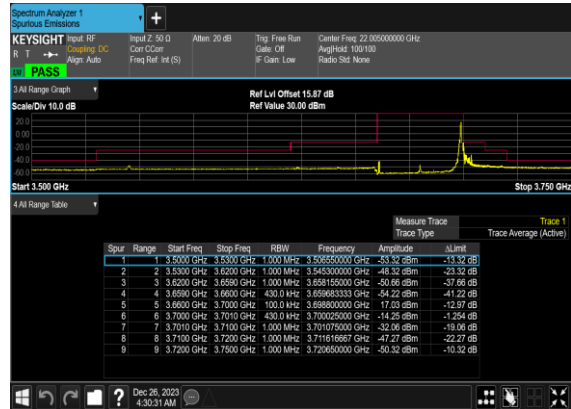 Spectrum Analyzer 1
Spurious Emissions
KEYSIGHT Input: RF Input Z: 50 Ω Atten: 20 dB Trig: Free Run Center Freq: 22.005000000 GHz
R T Coupling: DC Corr CCorr Gate: Off Avg|Hold: 100/100
Align: Auto Freq Ref: Int (S) IF Gain: Low Radio Std: None
PASS
3 All Range Graph Ref Lvl Offset 15.87 dB
Scale/Div 10.0 dB Ref Value 30.00 dBm
20.0
0.00
-20.0
-40.0
-60.0
Start 3.500 GHz Stop 3.750 GHz
4 All Range Table
Measure Trace Trace 1
Trace Type Trace Average (Active)
Spur Range Start Freq Stop Freq RBW Frequency Amplitude ΔLimit
1 1 3.5000 GHz 3.5300 GHz 1.000 MHz 3.506550000 GHz -53.32 dBm -13.32 dB
2 2 3.5300 GHz 3.6200 GHz 1.000 MHz 3.545300000 GHz -48.32 dBm -23.32 dB
3 3 3.6200 GHz 3.6590 GHz 1.000 MHz 3.658155000 GHz -50.66 dBm -37.66 dB
4 4 3.6590 GHz 3.6600 GHz 430.0 kHz 3.659683333 GHz -54.22 dBm -41.22 dB
5 5 3.6600 GHz 3.7000 GHz 100.0 kHz 3.698800000 GHz 17.03 dBm -12.97 dB
6 6 3.7000 GHz 3.7010 GHz 430.0 kHz 3.700025000 GHz -14.25 dBm -1.254 dB
7 7 3.7010 GHz 3.7100 GHz 1.000 MHz 3.701075000 GHz -32.06 dBm -19.06 dB
8 8 3.7100 GHz 3.7200 GHz 1.000 MHz 3.711616667 GHz -47.27 dBm -22.27 dB
9 9 3.7200 GHz 3.7500 GHz 1.000 MHz 3.720650000 GHz -50.32 dBm -10.32 dB
? Dec 26, 2023
4:30:31 AM